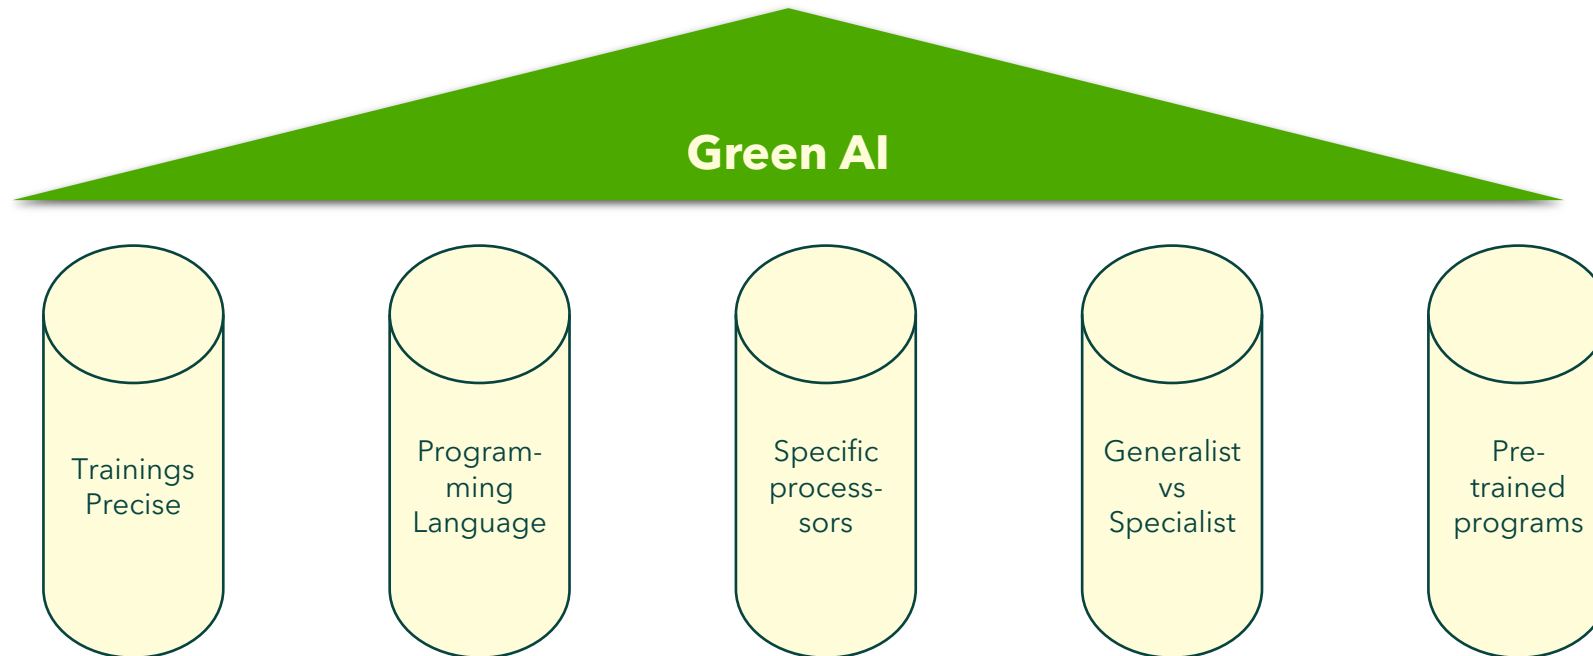 Green AI
Trainings
Precise
Program-
ming
Language
Specific
process-
sors
Generalist
vs
Specialist
Pre-
trained
programs